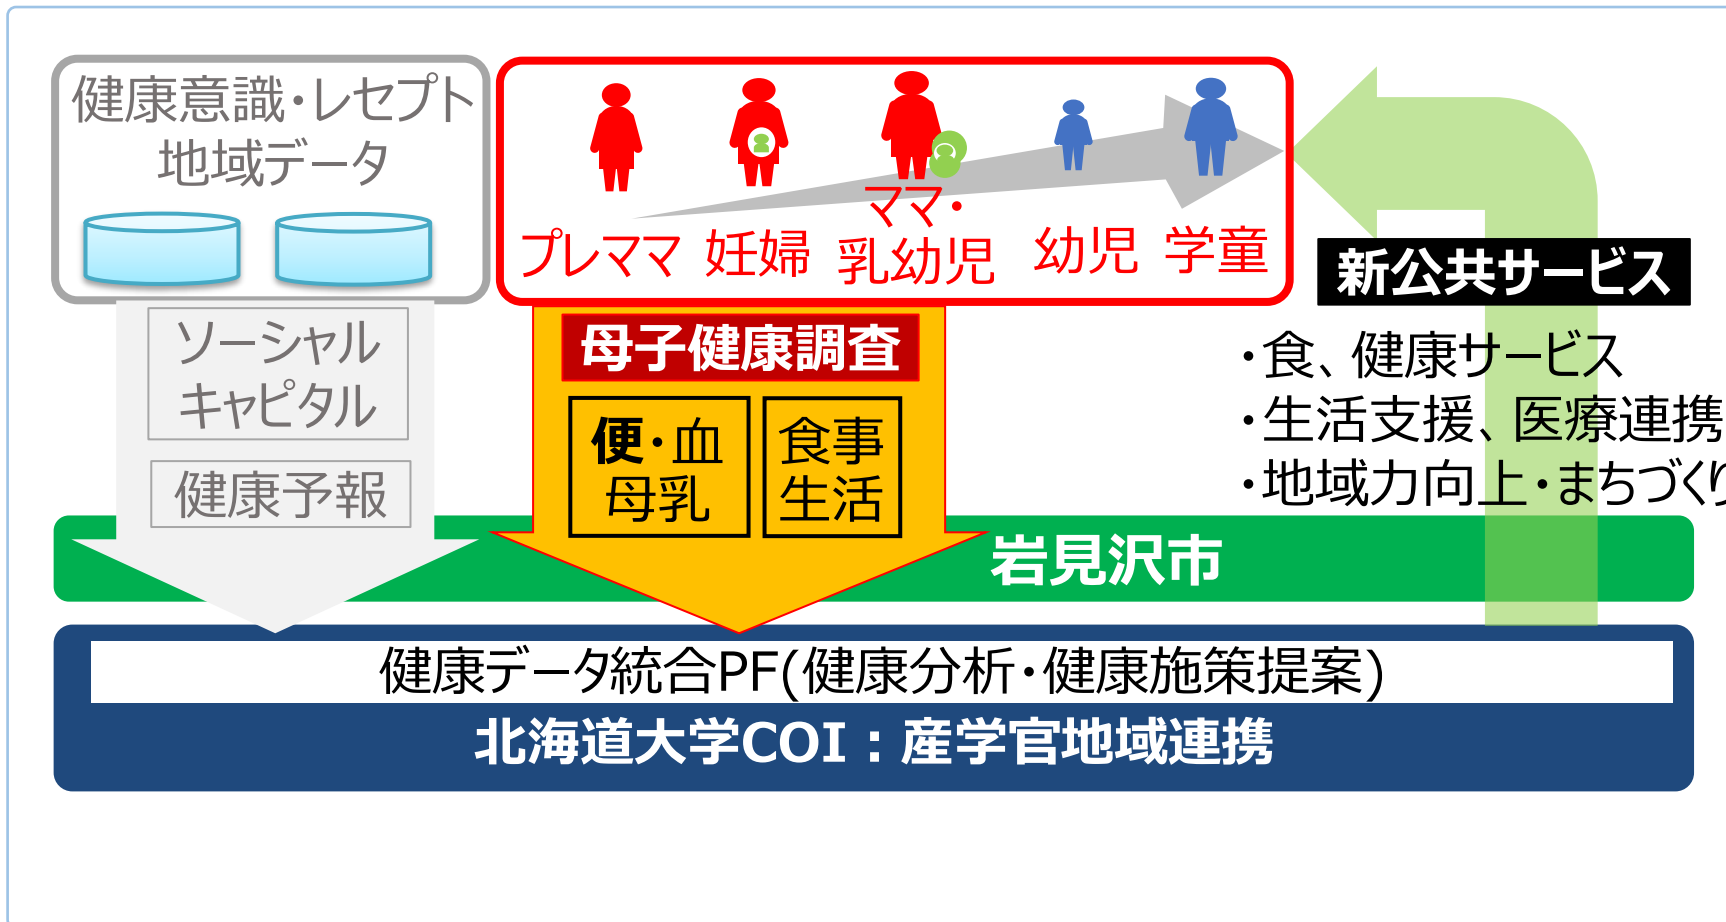 健康意識・レセプト
地域データ
プレママ
妊婦
ママ・
乳幼児
幼児
学童
新公共サービス
・食、健康サービス
・生活支援、医療連携
・地域力向上・まちづくり
ソーシャル
キャピタル
健康予報
母子健康調査
便・血
母乳
食事
生活
岩見沢市
健康データ統合PF(健康分析・健康施策提案)
北海道大学COI：産学官地域連携